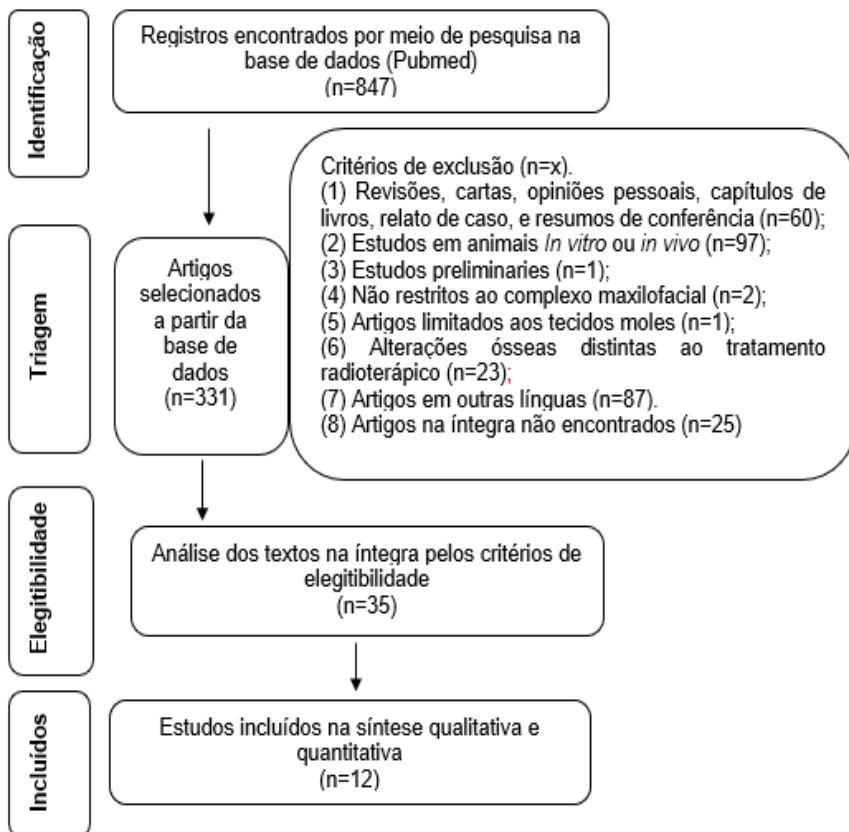 Identificação
Registros encontrados por meio de pesquisa na
base de dados (Pubmed)
(n=847)
Triagem
Artigos
selecionados
a partir da
base de
dados
(n=331)
Critérios de exclusão (n=x).
(1) Revisões, cartas, opiniões pessoais, capítulos de
livros, relato de caso, e resumos de conferência (n=60);
(2) Estudos em animais In vitro ou in vivo (n=97);
(3) Estudos preliminaries (n=1);
(4) Não restritos ao complexo maxilofacial (n=2);
(5) Artigos limitados aos tecidos moles (n=1);
(6) Alterações ósseas distintas ao tratamento
radioterápico (n=23);
(7) Artigos em outras línguas (n=87).
(8) Artigos na íntegra não encontrados (n=25)
Elegitibilidade
Análise dos textos na íntegra pelos critérios de
elegetibilidade
(n=35)
Incluídos
Estudos incluídos na síntese qualitativa e
quantitativa
(n=12)